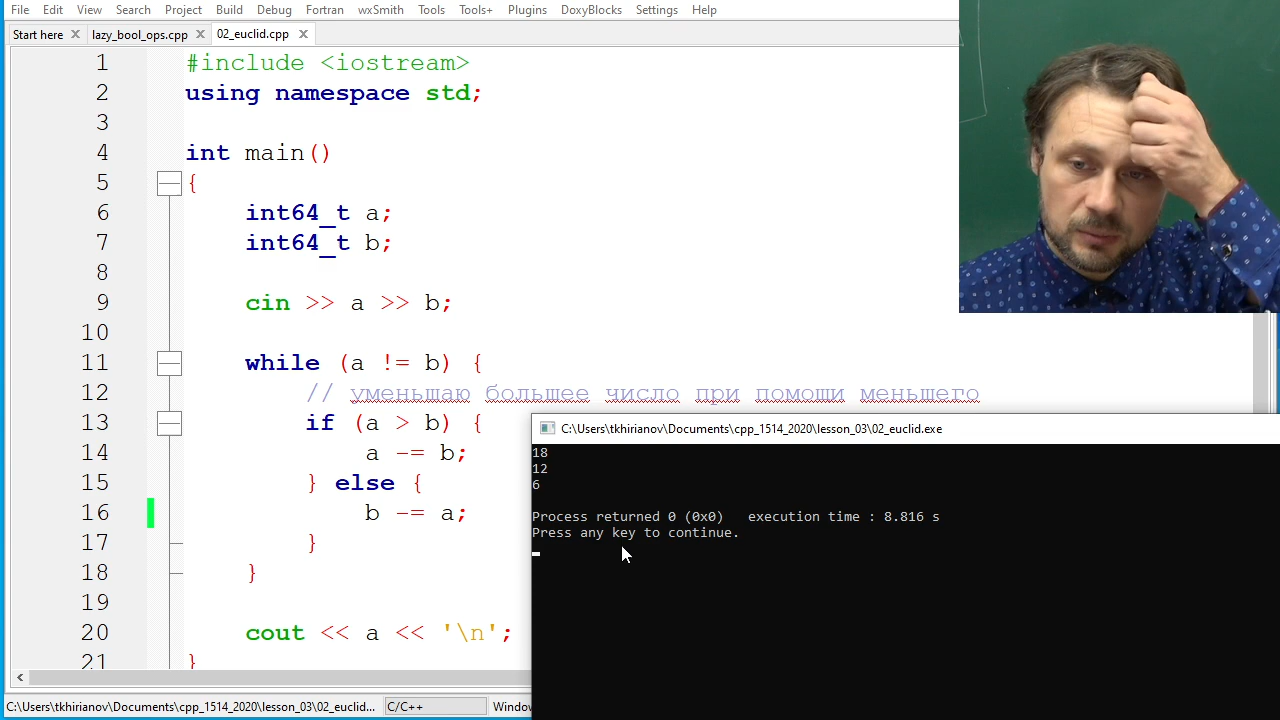 File Edit View Search Project Build Debug Fortran wxSmith Tools Tools+ Plugins DoxyBlocks Settings Help
Start here lazy_bool_ops.cpp 02_euclid.cpp
1 #include <iostream>
2 using namespace std;
3
4 int main()
5 {
6 int64_t a;
7 int64_t b;
8
9 cin >> a >> b;
10
11 while (a != b) {
12 // уменьшаю большее число при помощи меньшего
13 if (a > b) {
14 a -= b;
15 } else {
16 b -= a;
17 }
18 }
19
20 cout << a << '\n';
21 }
C:\Users\tkhirianov\Documents\cpp_1514_2020\lesson_03\02_euclid.exe
18
12
6
Process returned 0 (0x0) execution time : 8.816 s
Press any key to continue.
C:\Users\tkhirianov\Documents\cpp_1514_2020\lesson_03\02_euclid... C/C++ Window